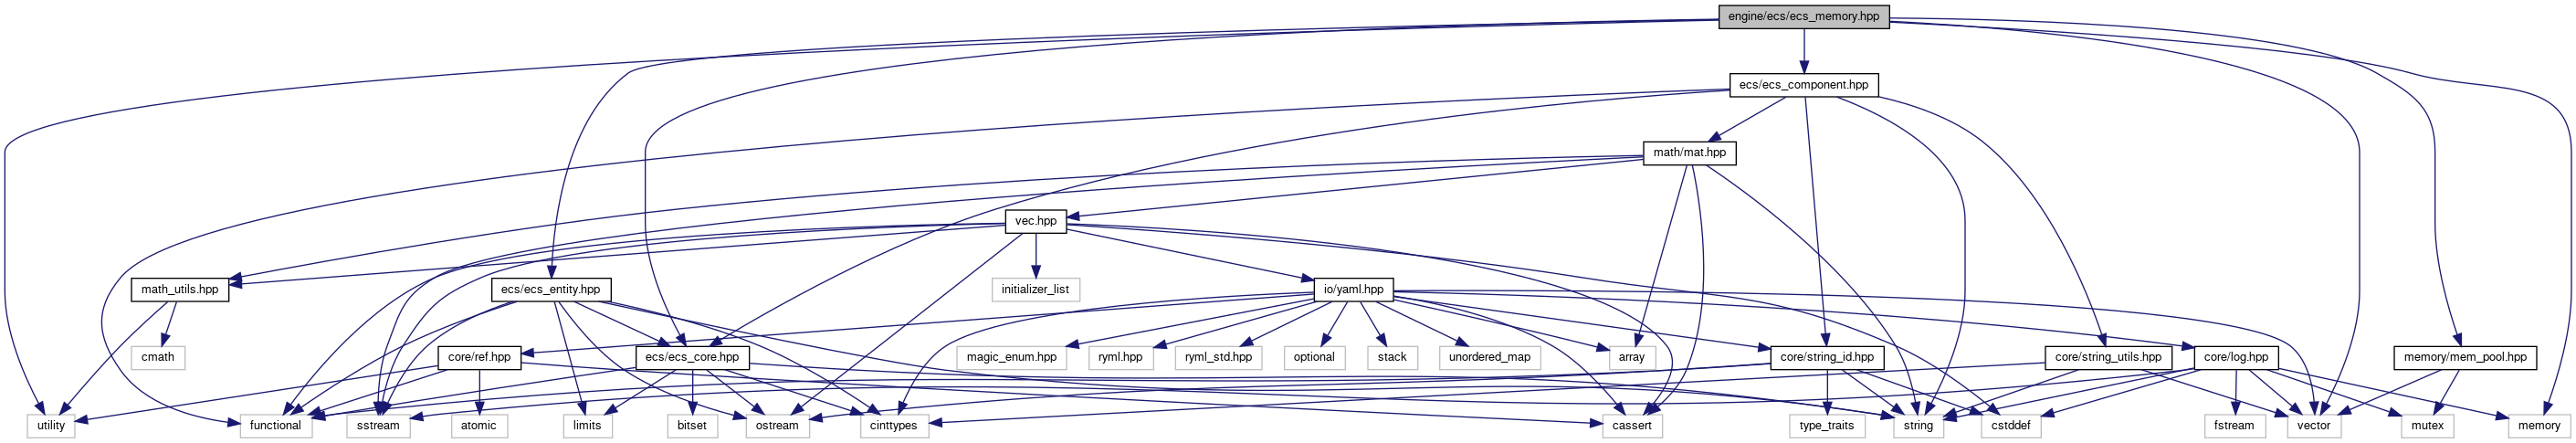 engine/ecs/ecs_memory.hpp
ecs/ecs_component.hpp
math/mat.hpp
vec.hpp
math_utils.hpp
ecs/ecs_entity.hpp
initializer_list
io/yaml.hpp
cmath
core/ref.hpp
ecs/ecs_core.hpp
magic_enum.hpp
ryml.hpp
ryml_std.hpp
optional
stack
unordered_map
array
core/string_id.hpp
core/string_utils.hpp
core/log.hpp
memory/mem_pool.hpp
utility
functional
sstream
atomic
limits
bitset
ostream
cinttypes
cassert
type_traits
string
cstddef
fstream
vector
mutex
memory